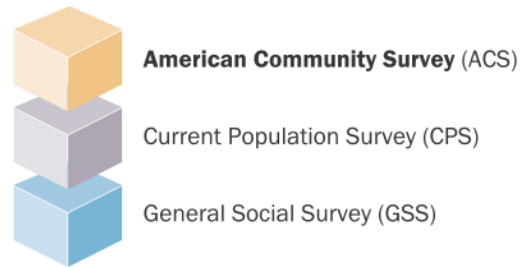 American Community Survey (ACS)
Current Population Survey (CPS)
General Social Survey (GSS)